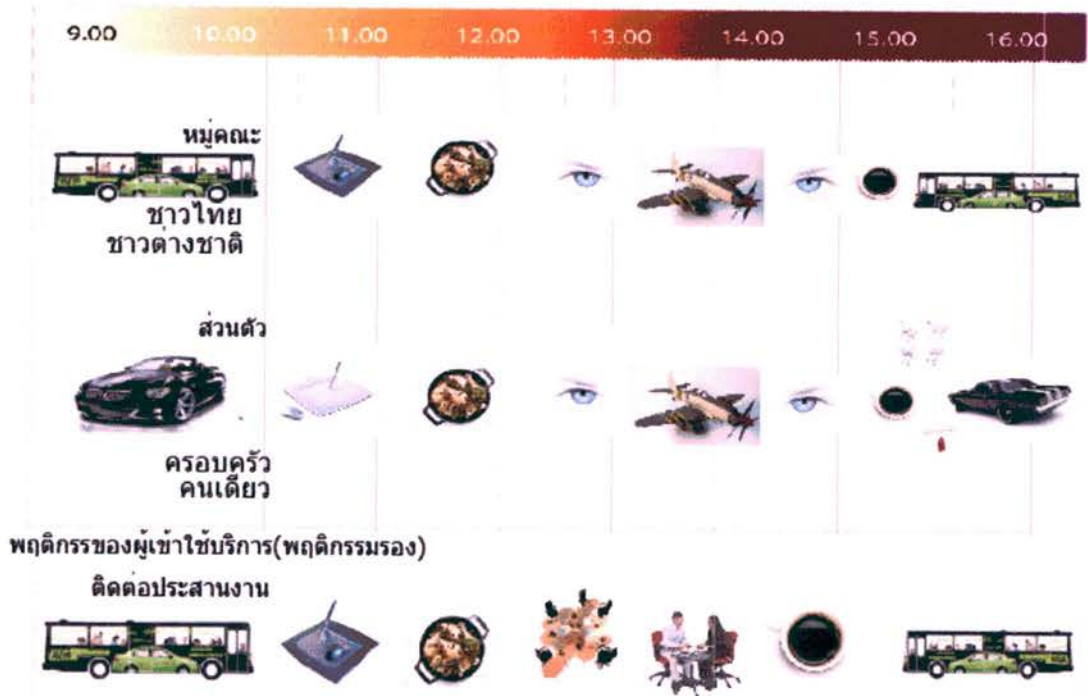 9.00 10.00 11.00 12.00 13.00 14.00 15.00 16.00
หมู่คณะ
ชาวไทย
ชาวต่างชาติ
ส่วนตัว
ครอบครัว
คนเดียว
พฤติกรรของผู้เข้าใช้บริการ(พฤติกรรมรอง)
ติดต่อประสานงาน